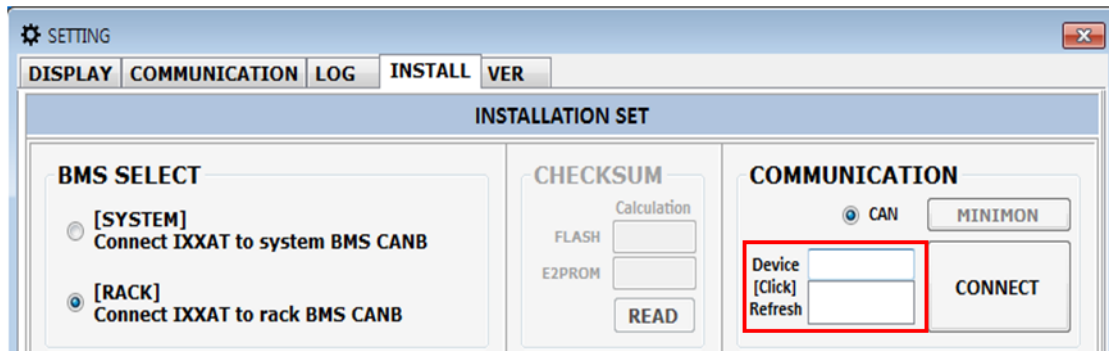 SETTING
DISPLAY COMMUNICATION LOG INSTALL VER
INSTALLATION SET
BMS SELECT
[SYSTEM]
Connect IXXAT to system BMS CANB
[RACK]
Connect IXXAT to rack BMS CANB
CHECKSUM
Calculation
FLASH
E2PROM
READ
COMMUNICATION
CAN MINIMON
Device
[Click]
Refresh
CONNECT